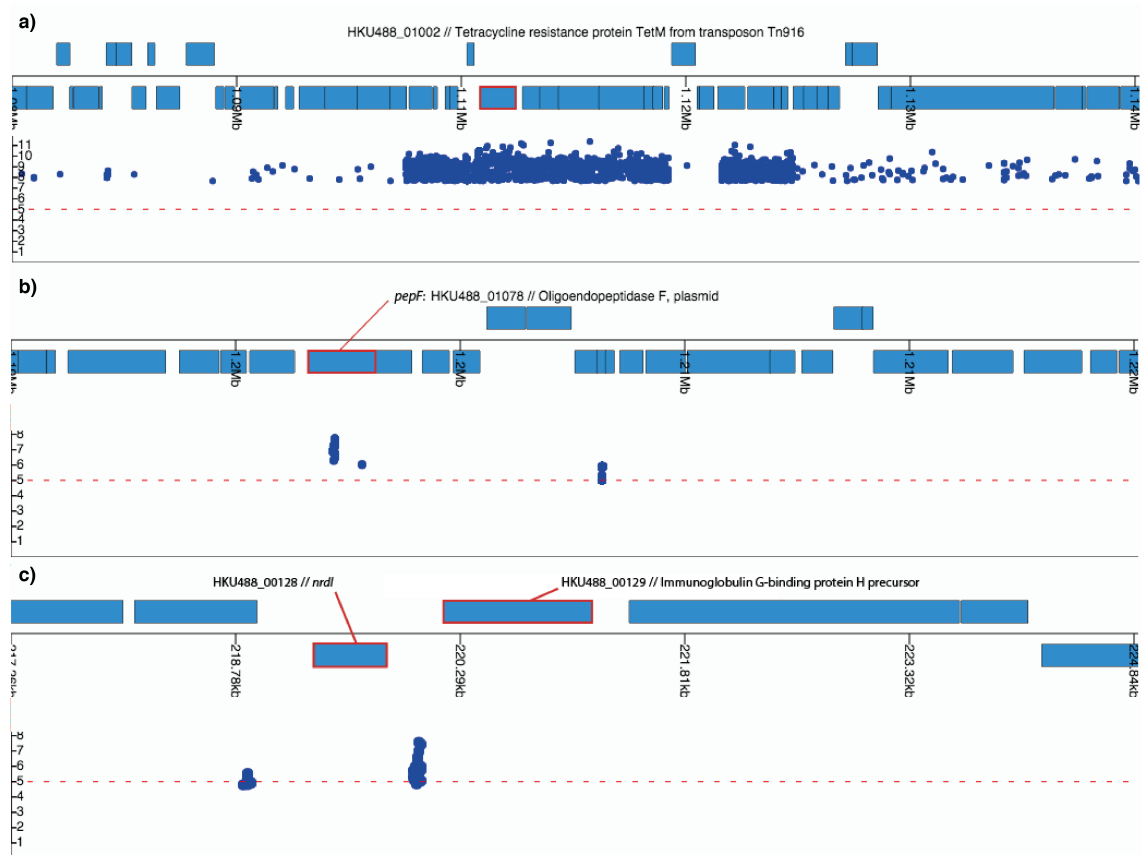 a)
HKU488_01002 // Tetracycline resistance protein TetM from transposon Tn916
1.09Mb
1.11Mb
1.12Mb
1.13Mb
1.14Mb
11
10
9
8
7
5
4
3
2
1
b)
pepF: HKU488_01078 // Oligoendopeptidase F, plasmid
1.2Mb
1.2Mb
1.21Mb
1.21Mb
1.22Mb
8
7
6
5
4
3
2
1
c)
HKU488_00128 // nrdI
HKU488_00129 // Immunoglobulin G-binding protein H precursor
218.78kb
220.29kb
221.81kb
223.32kb
224.84kb
8
7
6
5
4
3
2
1